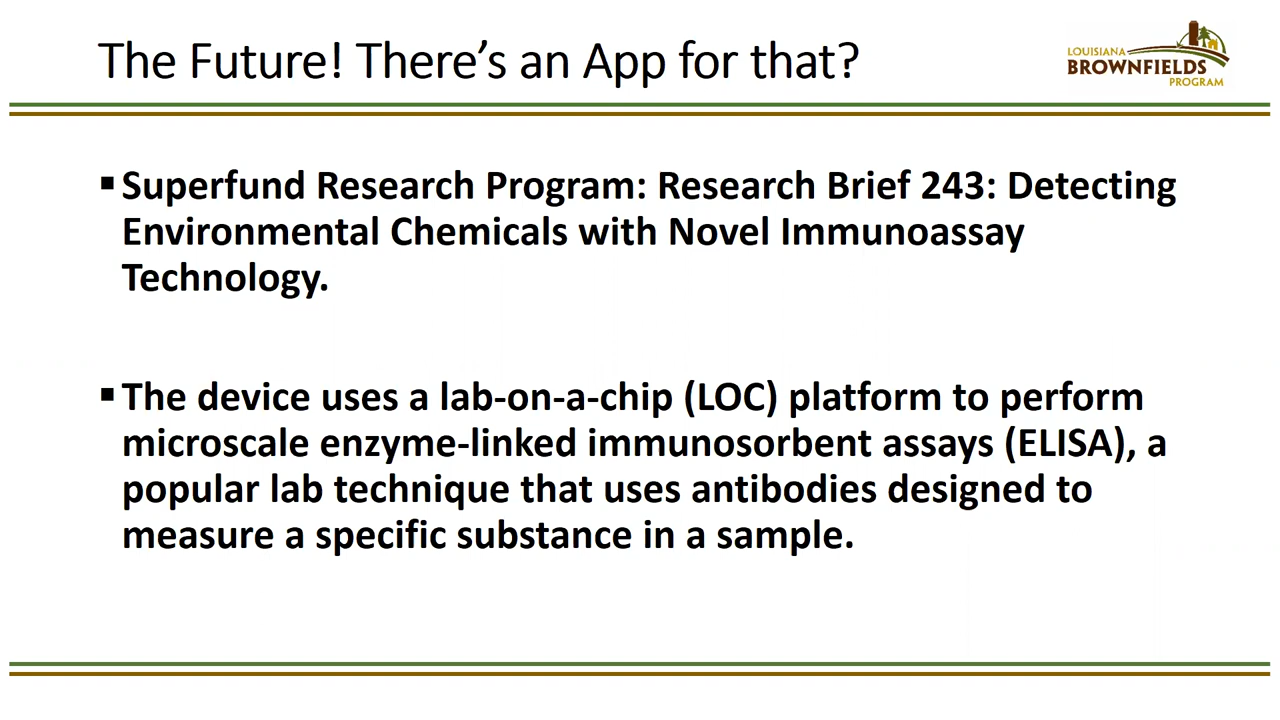 The Future! There’s an App for that?
LOUISIANA
BROWNFIELDS
PROGRAM
▪ Superfund Research Program: Research Brief 243: Detecting
Environmental Chemicals with Novel Immunoassay
Technology.
▪ The device uses a lab-on-a-chip (LOC) platform to perform
microscale enzyme-linked immunosorbent assays (ELISA), a
popular lab technique that uses antibodies designed to
measure a specific substance in a sample.